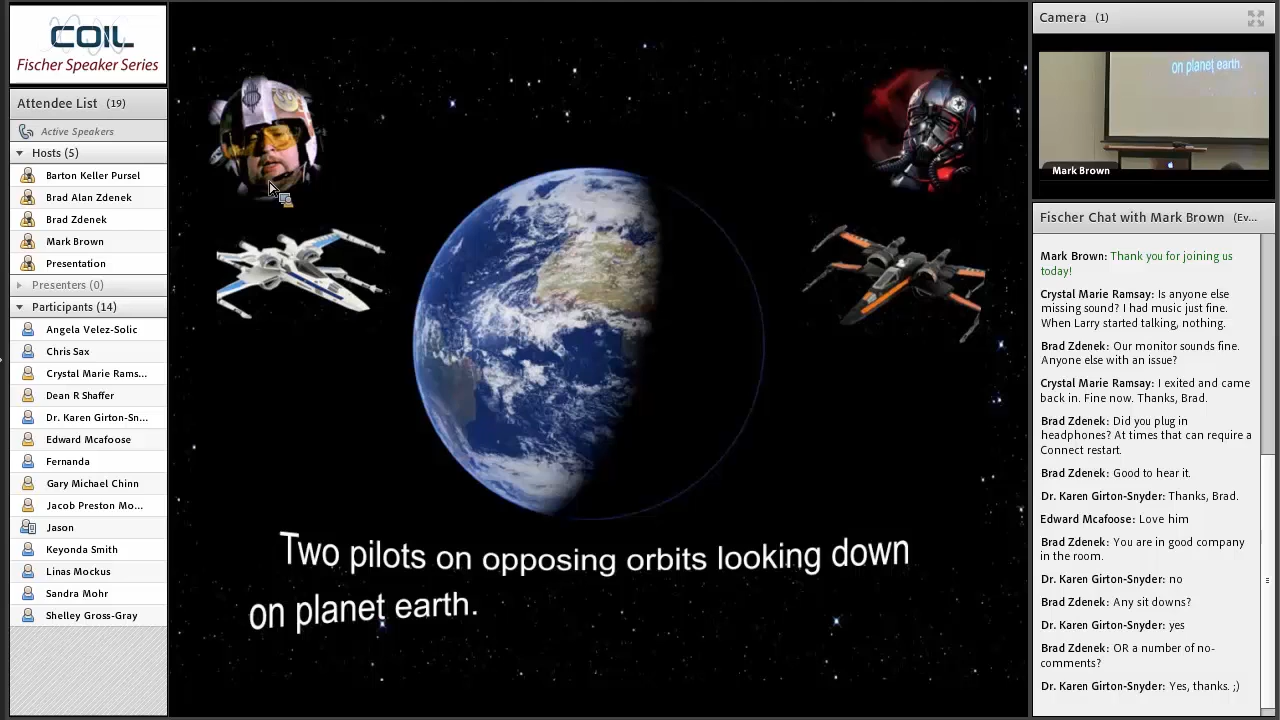 COIL
Fischer Speaker Series
Attendee List (19)
Active Speakers
Hosts (5)
Barton Keller Pursel
Brad Alan Zdenek
Brad Zdenek
Mark Brown
Presentation
Presenters (0)
Participants (14)
Angela Velez-Solic
Chris Sax
Crystal Marie Rams...
Dean R Shaffer
Dr. Karen Girton-Sn...
Edward Mcafoose
Fernanda
Gary Michael Chinn
Jacob Preston Mo...
Jason
Keyonda Smith
Linas Mockus
Sandra Mohr
Shelley Gross-Gray
Two pilots on opposing orbits looking down
on planet earth.
Camera (1)
on planet earth.
Mark Brown
Fischer Chat with Mark Brown (Ev...
Mark Brown: Thank you for joining us
today!
Crystal Marie Ramsay: Is anyone else
missing sound? I had music just fine.
When Larry started talking, nothing.
Brad Zdenek: Our monitor sounds fine.
Anyone else with an issue?
Crystal Marie Ramsay: I exited and came
back in. Fine now. Thanks, Brad.
Brad Zdenek: Did you plug in
headphones? At times that can require a
Connect restart.
Brad Zdenek: Good to hear it.
Dr. Karen Girton-Snyder: Thanks, Brad.
Edward Mcafoose: Love him
Brad Zdenek: You are in good company
in the room.
Dr. Karen Girton-Snyder: no
Brad Zdenek: Any sit downs?
Dr. Karen Girton-Snyder: yes
Brad Zdenek: OR a number of no-
comments?
Dr. Karen Girton-Snyder: Yes, thanks. ;)